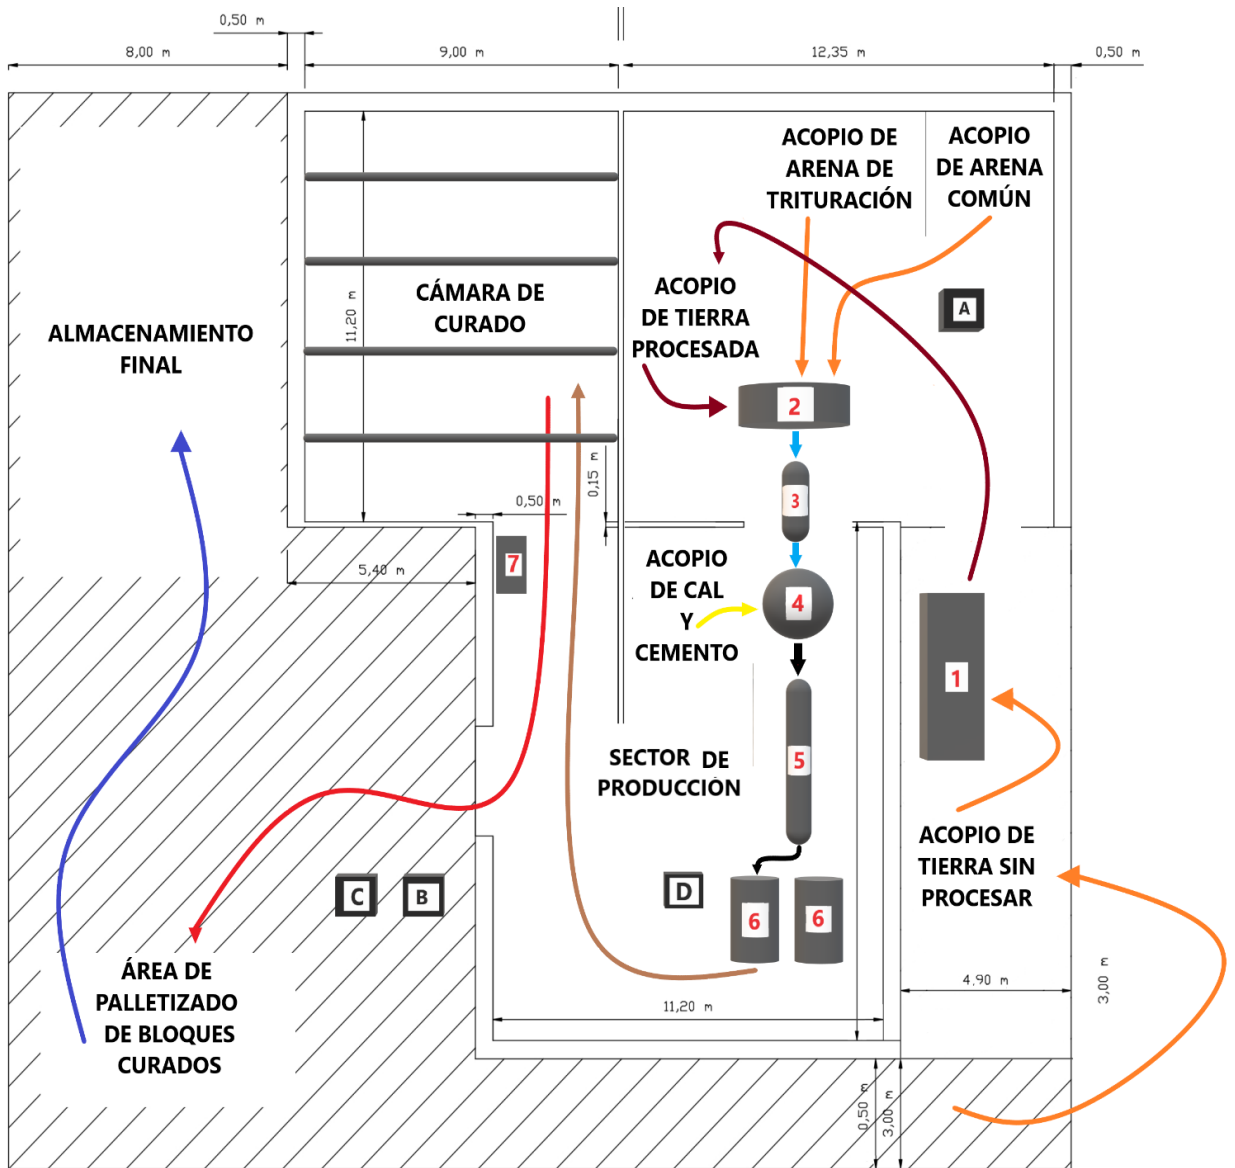 0,50 m
8,00 m
9,00 m
12,35 m
0,50 m
ACOPIO DE
ARENA DE
TRITURACIÓN
ACOPIO
DE ARENA
COMÚN
11,20 m
CÁMARA DE
CURADO
ACOPIO
DE TIERRA
PROCESADA
A
ALMACENAMIENTO
FINAL
2
0,15 m
0,50 m
3
7
5,40 m
ACOPIO
DE CAL
Y
CEMENTO
4
1
SECTOR DE
PRODUCCIÓN
5
ACOPIO DE
TIERRA SIN
PROCESAR
C
B
D
6
6
ÁREA DE
PALLETIZADO
DE BLOQUES
CURADOS
11,20 m
4.90 m
3,00 m
0,50 m
3,00 m